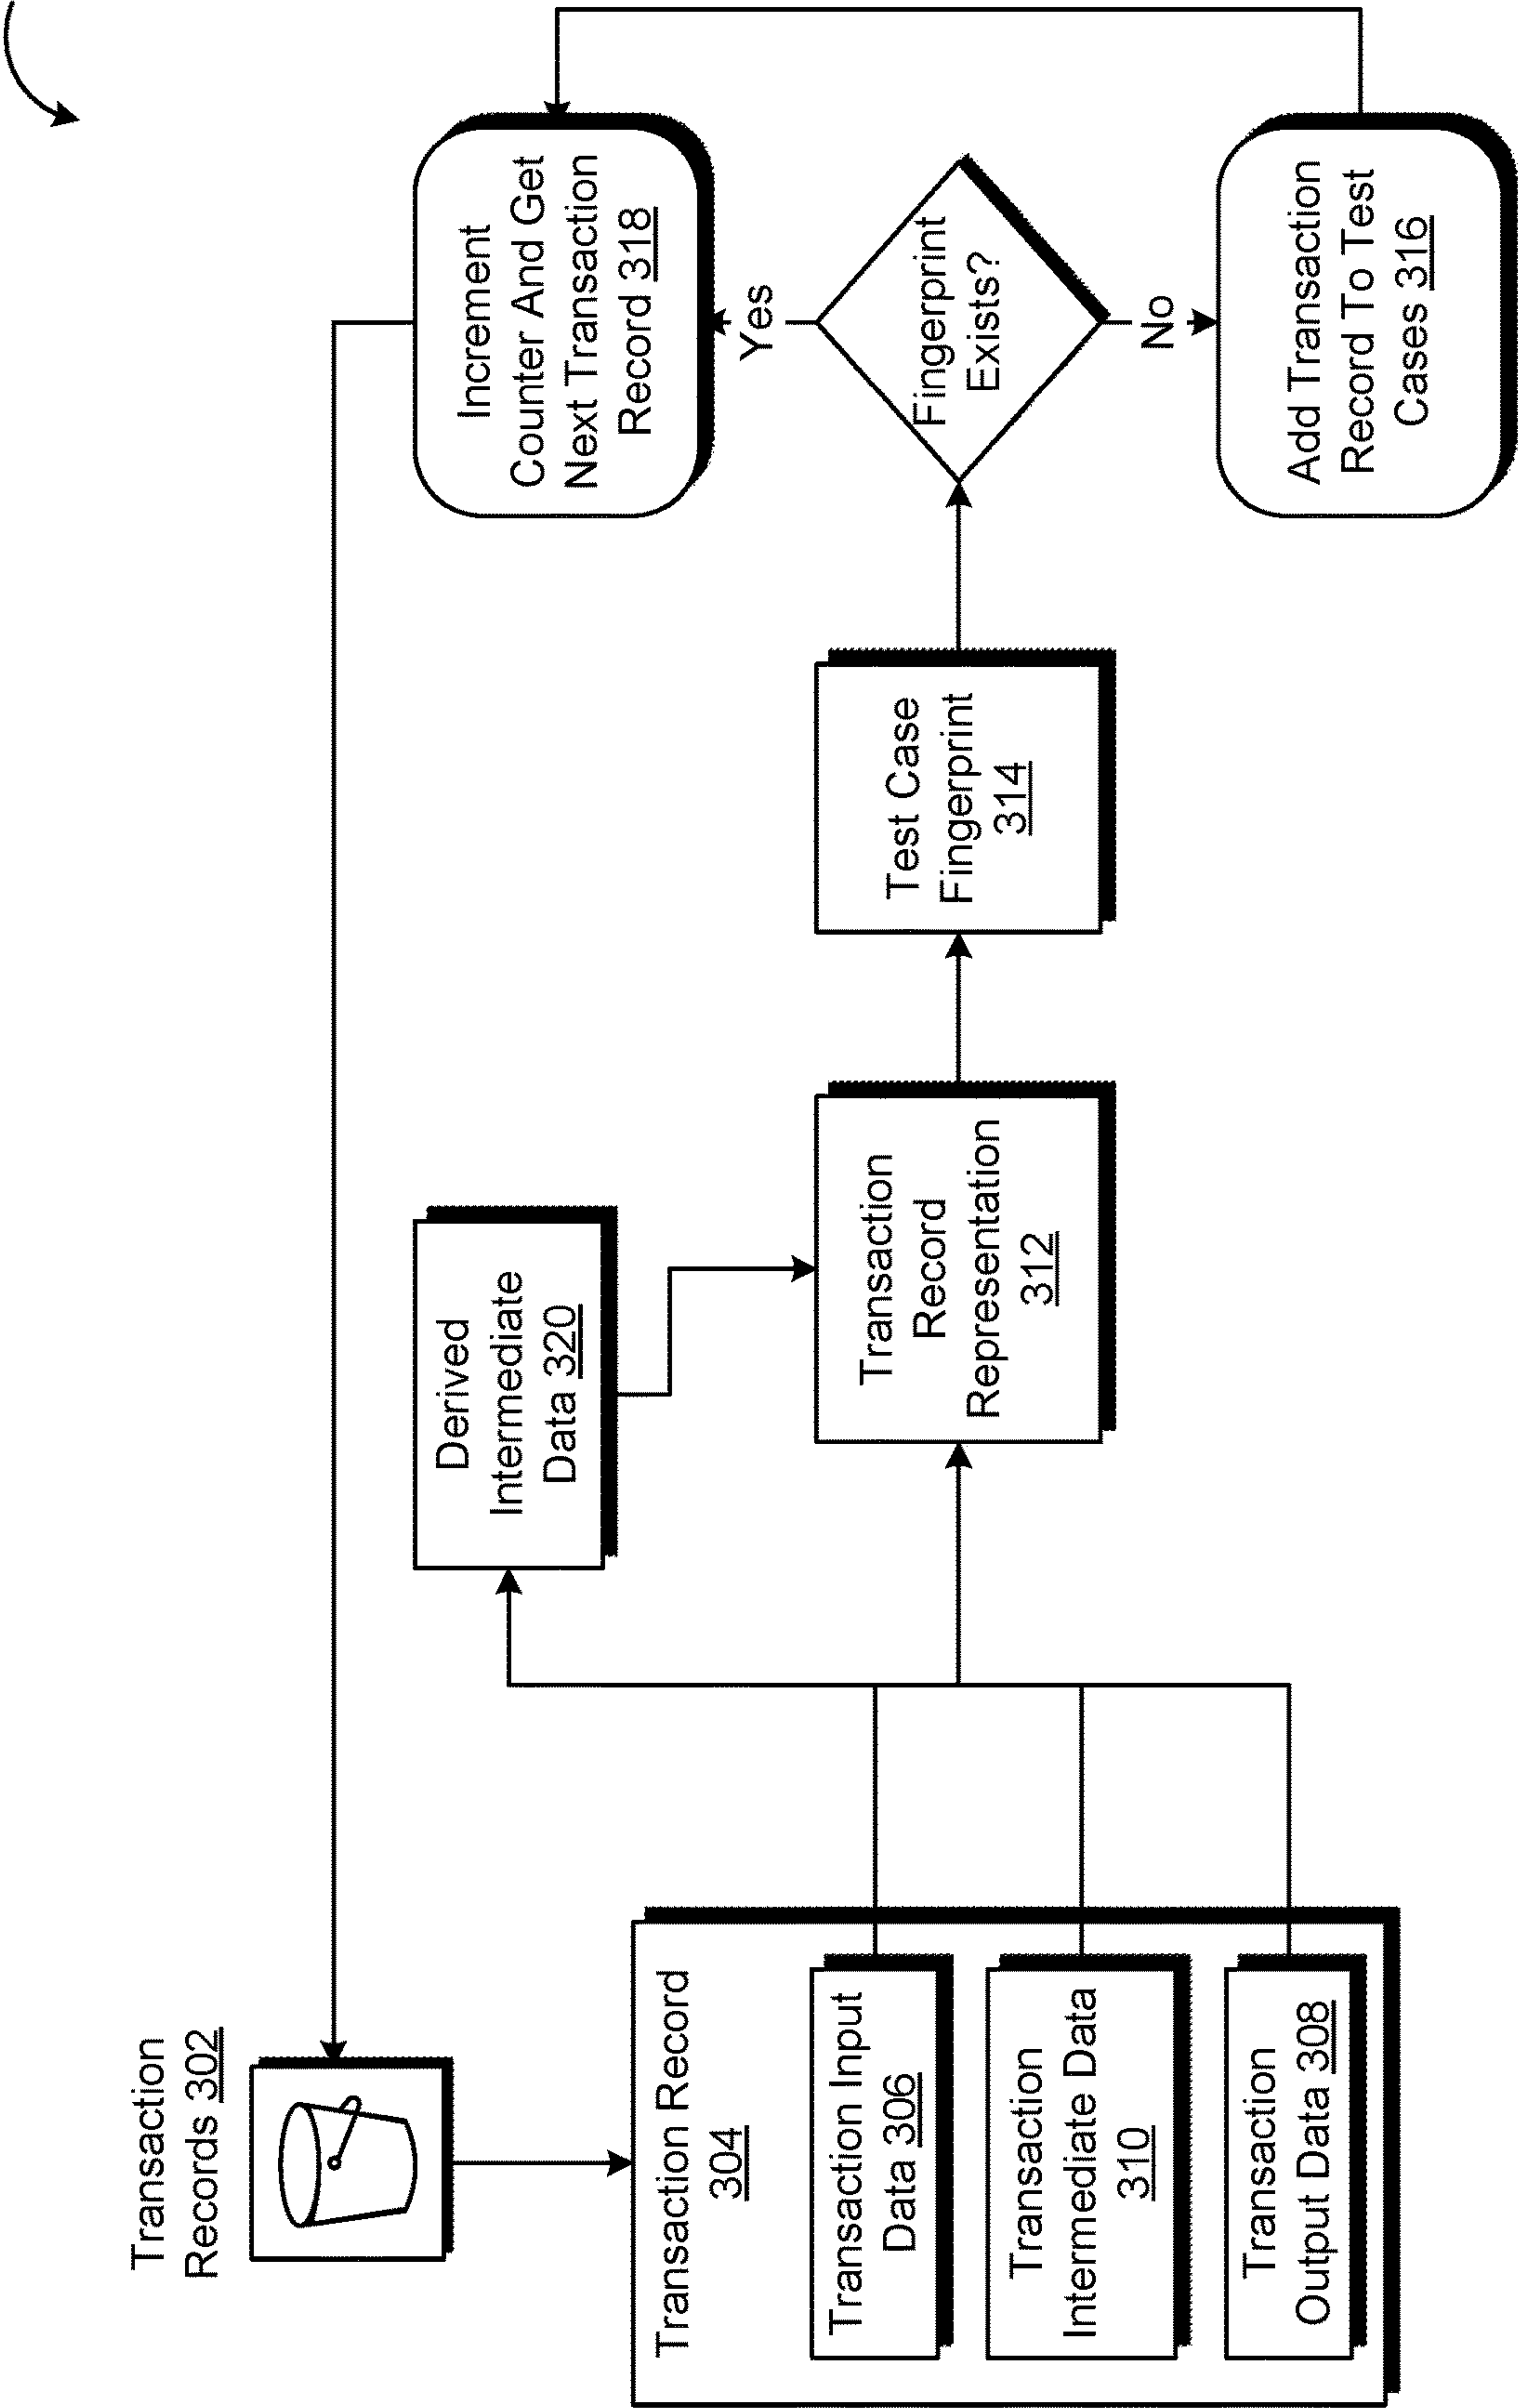 Transaction
Records 302
Transaction Record
304
Transaction Input
Data 306
Transaction
Intermediate Data
310
Transaction
Output Data 308
Derived
Intermediate
Data 320
Transaction
Record
Representation
312
Test Case
Fingerprint
314
Fingerprint
Exists?
Yes
No
Increment
Counter And Get
Next Transaction
Record 318
Add Transaction
Record To Test
Cases 316